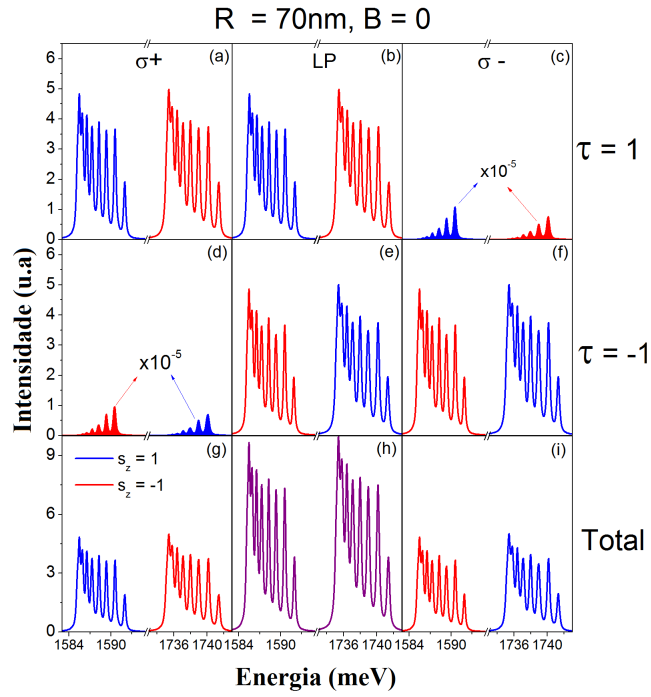 R = 70nm, B = 0
σ+ (a) LP (b) σ - (c)
6
5
4
3
2
1
0
x10-5
τ = 1
(d) (e) (f)
6
5
4
3
2
1
0
x10-5
τ = -1
(g) (h) (i)
9
6
3
0
sz = 1
sz = -1
Total
Intensidade (u.a)
1584 1590 1736 1740 1584 1590 1736 1740 1584 1590 1736 1740
Energia (meV)